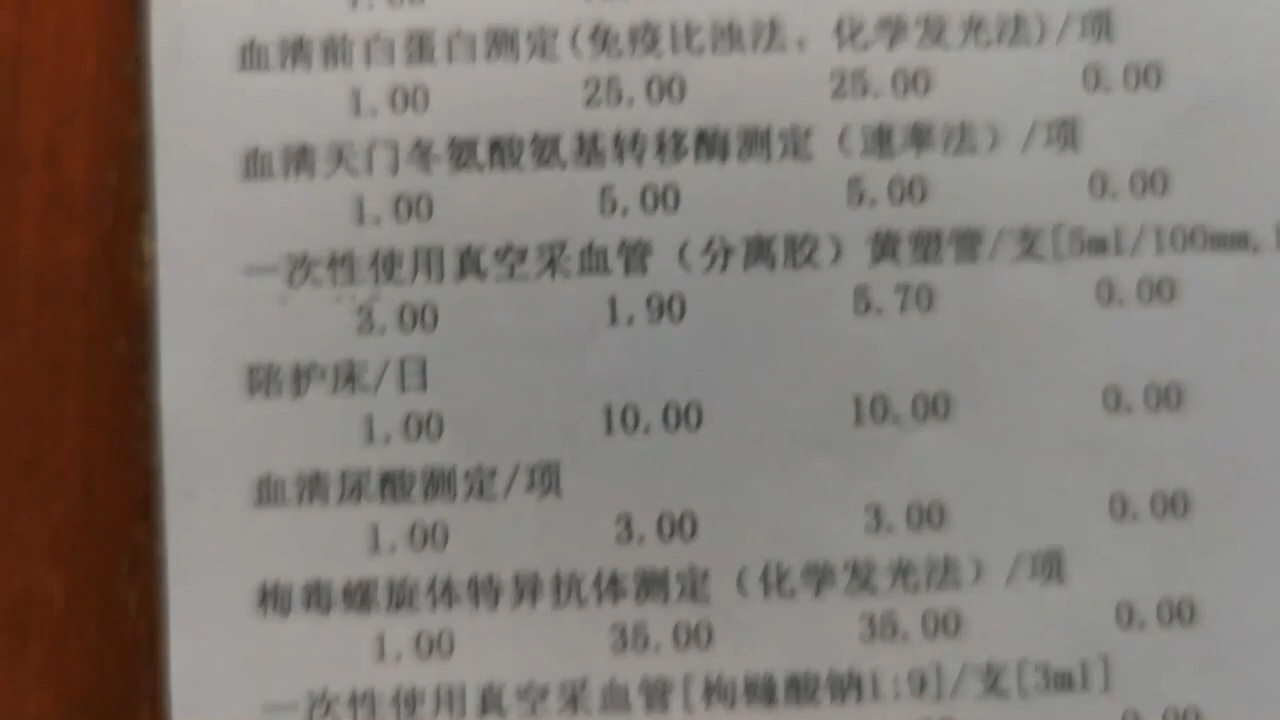 血清前白蛋白测定(免疫比浊法、化学发光法)/项
1.00 25.00 25.00 0.00
血清天门冬氨酸氨基转移酶测定（速率法）/项
1.00 5.00 5.00 0.00
一次性使用真空采血管（分离胶）黄塑管/支[5ml/100mm,
3.00 1.90 5.70 0.00
陪护床/日
1.00 10.00 10.00 0.00
血清尿酸测定/项
1.00 3.00 3.00 0.00
梅毒螺旋体特异抗体测定（化学发光法）/项
1.00 35.00 35.00 0.00
一次性使用真空采血管[枸橼酸钠1:9]/支[3ml]